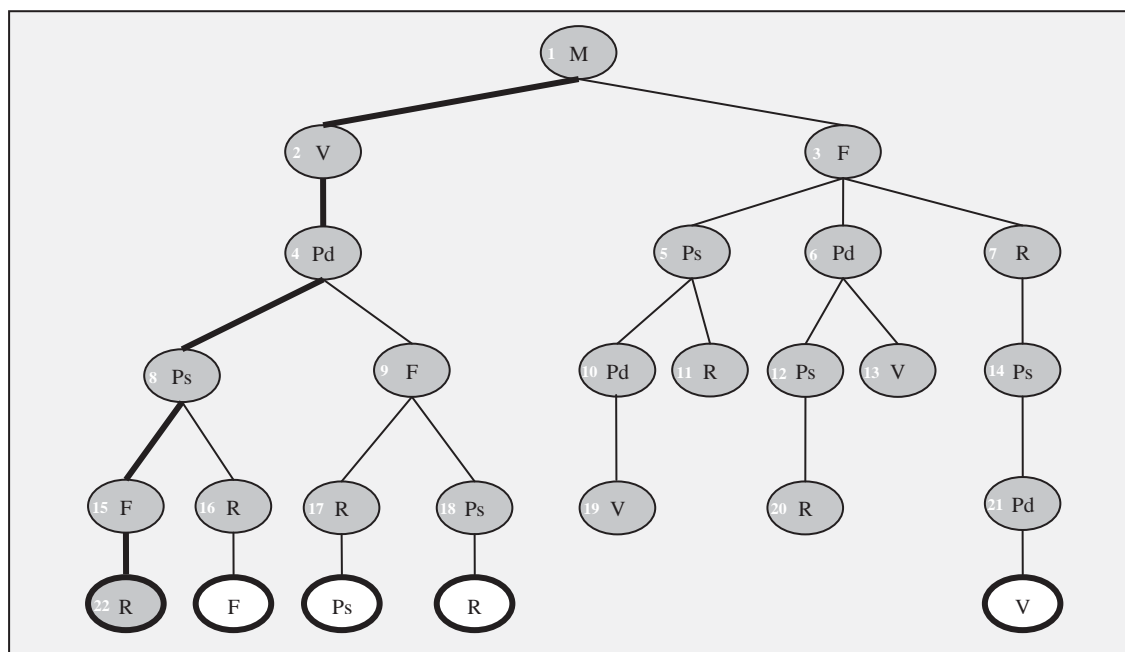 1 M
2 V 3 F
4 Pd 5 Ps 6 Pd 7 R
8 Ps 9 F 10 Pd 11 R 12 Ps 13 V 14 Ps
15 F 16 R 17 R 18 Ps 19 V 20 R 21 Pd
22 R F Ps R V